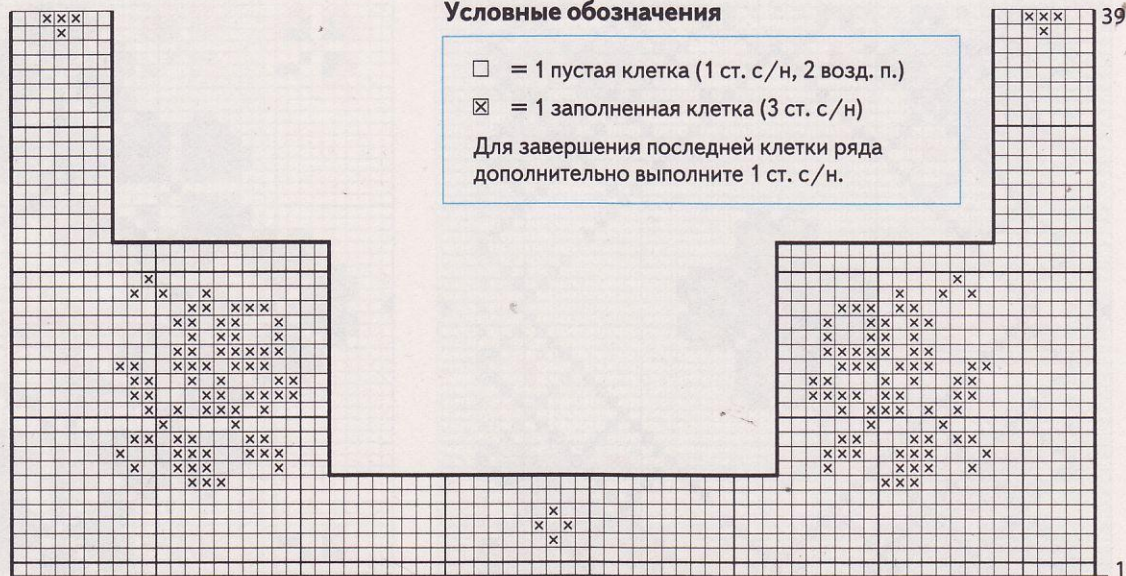 Условные обозначения
39
□ = 1 пустая клетка (1 ст. с/н, 2 возд. п.)
☒ = 1 заполненная клетка (3 ст. с/н)
Для завершения последней клетки ряда
дополнительно выполните 1 ст. с/н.
1